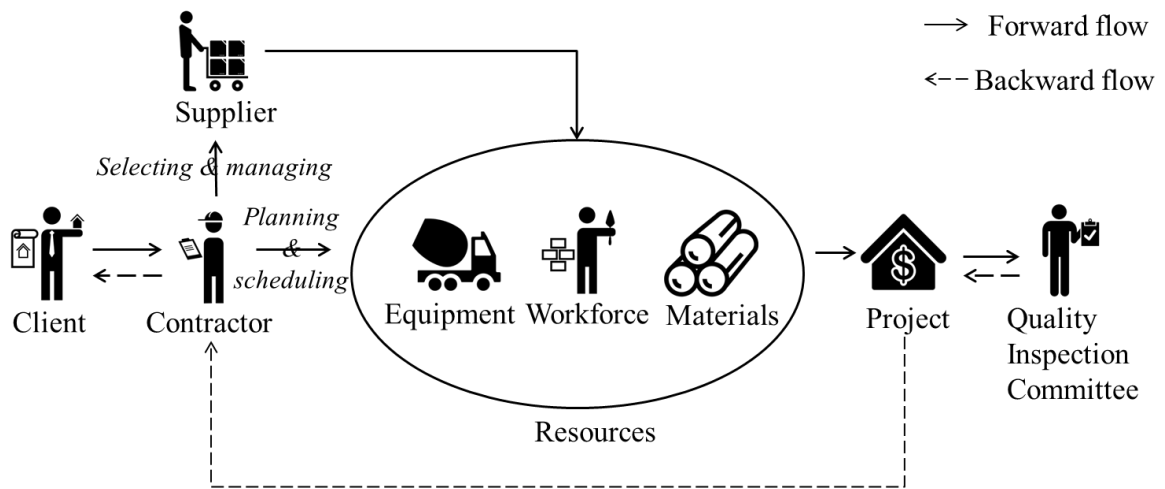 Forward flow
Backward flow
Supplier
Selecting & managing
Planning
&
scheduling
Client
Contractor
Equipment
Workforce
Materials
$
Project
Quality
Inspection
Committee
Resources